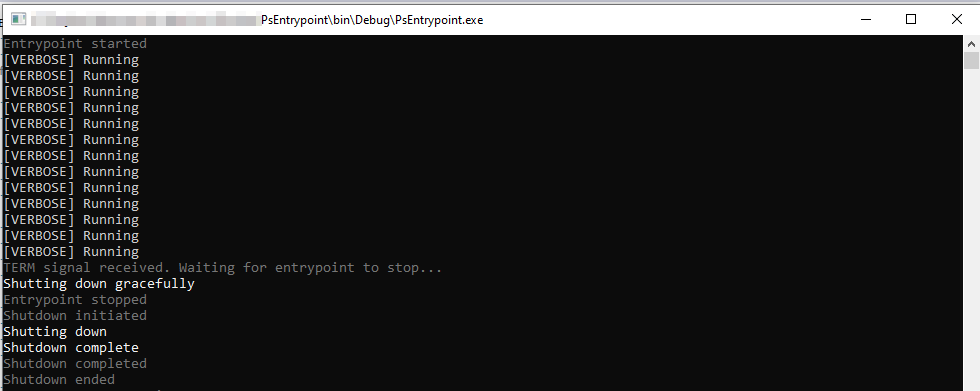 PsEntrypoint\bin\Debug\PsEntrypoint.exe
Entrypoint started
[VERBOSE] Running
[VERBOSE] Running
[VERBOSE] Running
[VERBOSE] Running
[VERBOSE] Running
[VERBOSE] Running
[VERBOSE] Running
[VERBOSE] Running
[VERBOSE] Running
[VERBOSE] Running
[VERBOSE] Running
[VERBOSE] Running
[VERBOSE] Running
TERM signal received. Waiting for entrypoint to stop...
Shutting down gracefully
Entrypoint stopped
Shutdown initiated
Shutting down
Shutdown complete
Shutdown completed
Shutdown ended